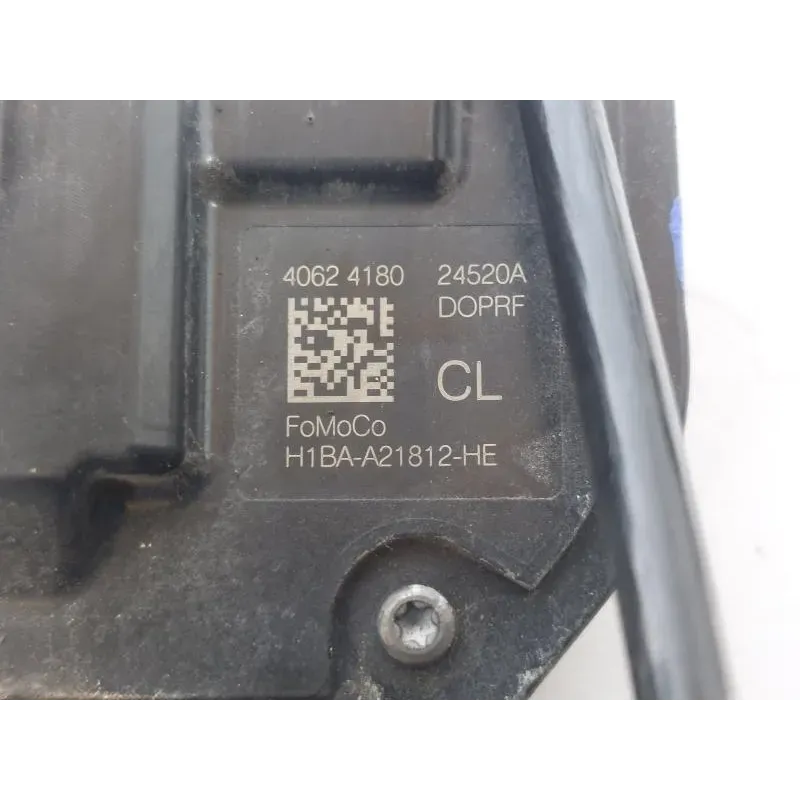 4062 4180 24520A
DOPRF
CL
FoMoCo
H1BA-A21812-HE